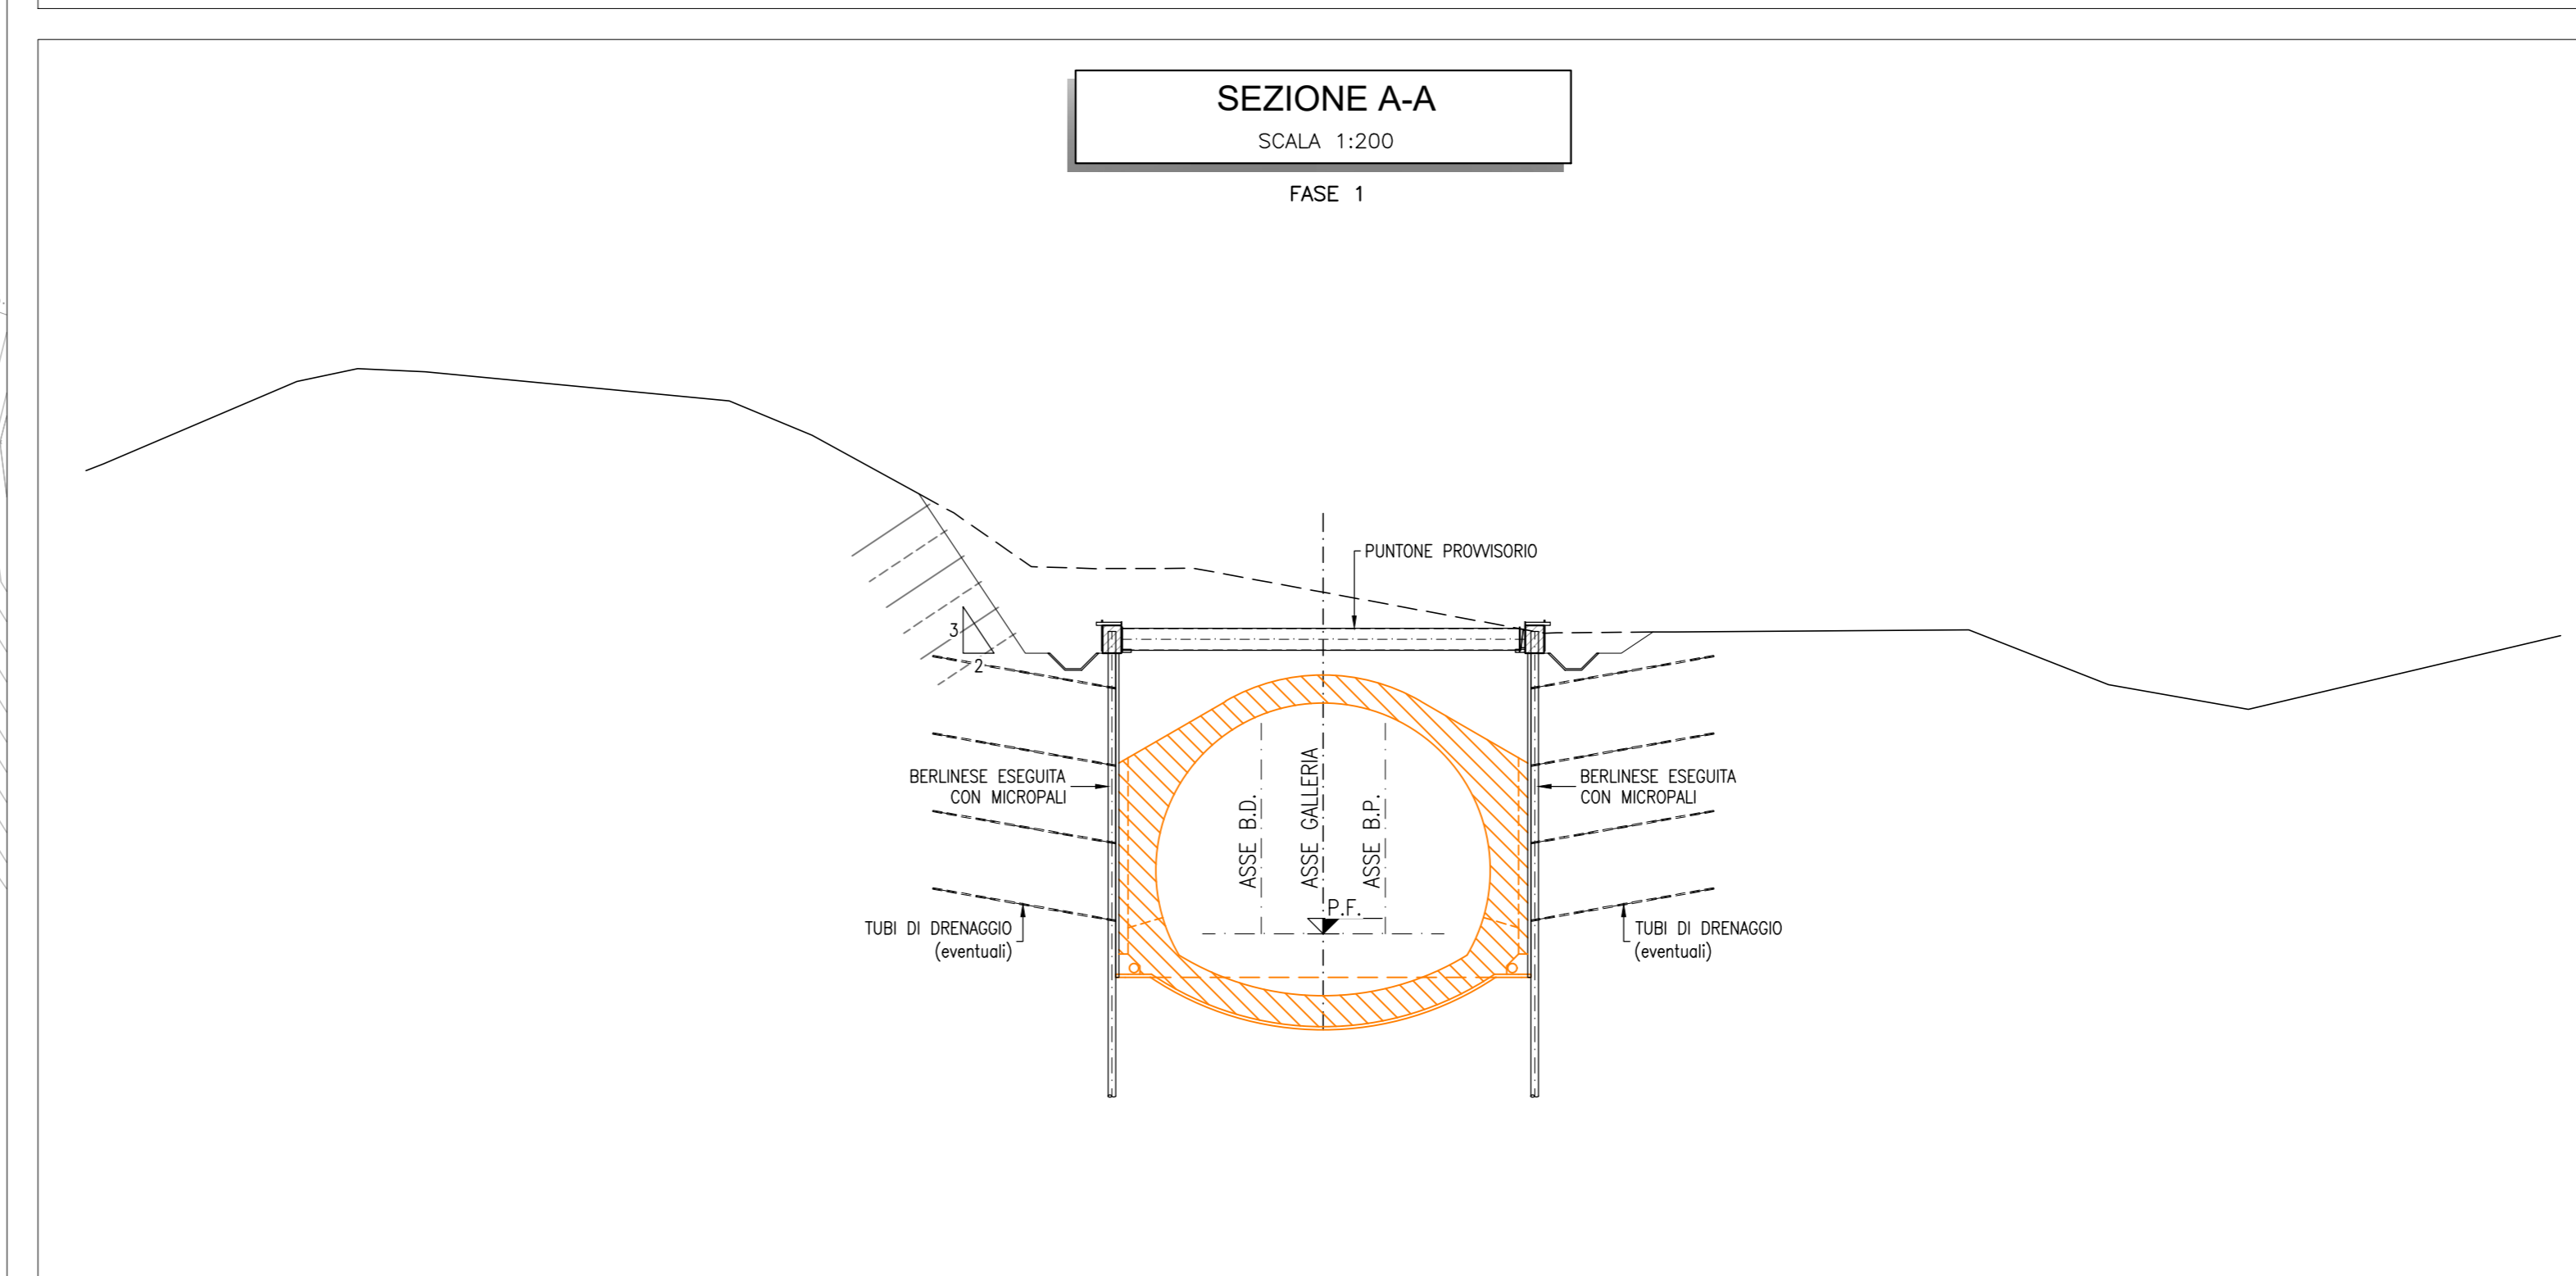 SEZIONE A-A
SCALA 1:200
FASE 1
PUNTONE PROVVISORIO
3
2
BERLINESE ESEGUITA
CON MICROPALI
BERLINESE ESEGUITA
CON MICROPALI
ASSE B.D.
ASSE GALLERIA
ASSE B.P.
P.F.
TUBI DI DRENAGGIO
(eventuali)
TUBI DI DRENAGGIO
(eventuali)